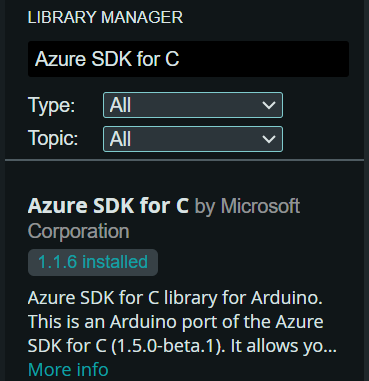 LIBRARY MANAGER
Azure SDK for C
Type: All
Topic: All
Azure SDK for C by Microsoft
Corporation
1.1.6 installed
Azure SDK for C library for Arduino.
This is an Arduino port of the Azure
SDK for C (1.5.0-beta.1). It allows yo...
More info